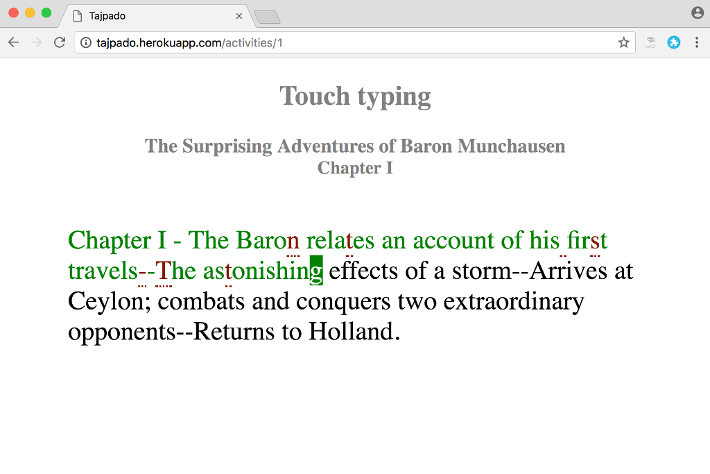 Tajpado
tajpado.herokuapp.com/activities/1
Touch typing
The Surprising Adventures of Baron Munchausen
Chapter I
Chapter I - The Baron relates an account of his first
travels--The astonishing effects of a storm--Arrives at
Ceylon; combats and conquers two extraordinary
opponents--Returns to Holland.